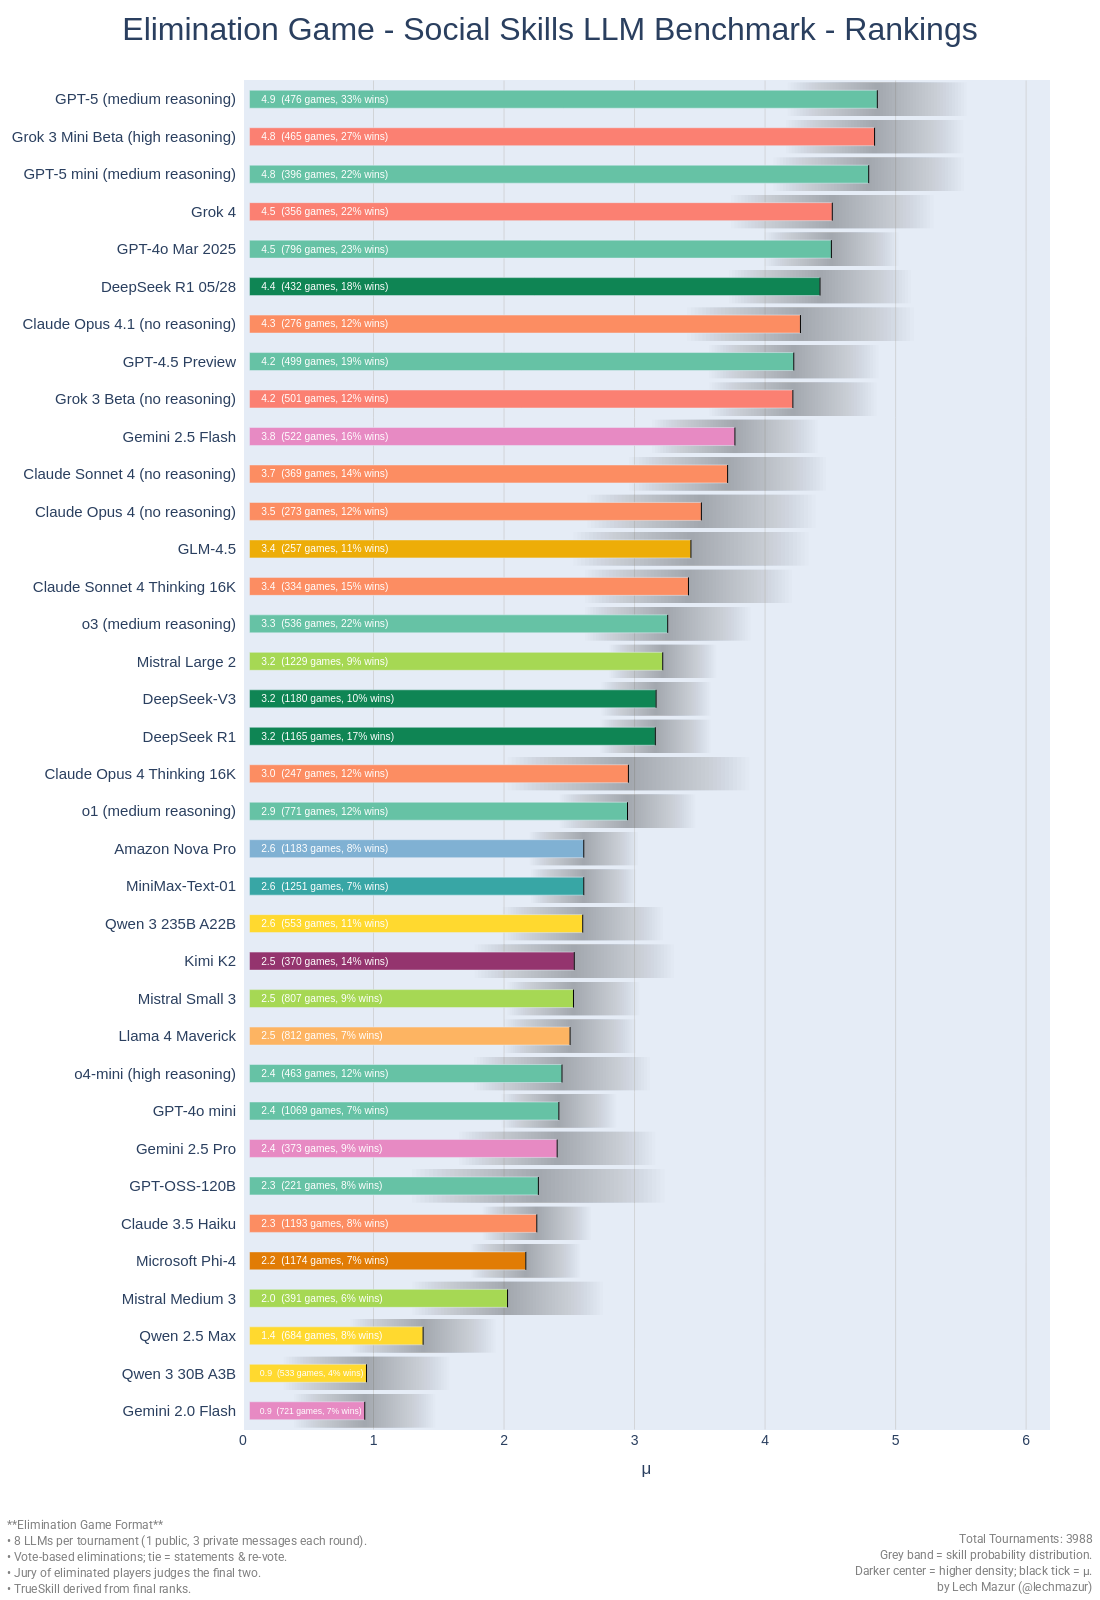 Elimination Game - Social Skills LLM Benchmark - Rankings
GPT-5 (medium reasoning) 4.9 (476 games, 33% wins)
Grok 3 Mini Beta (high reasoning) 4.8 (465 games, 27% wins)
GPT-5 mini (medium reasoning) 4.8 (396 games, 22% wins)
Grok 4 4.5 (356 games, 22% wins)
GPT-4o Mar 2025 4.5 (796 games, 23% wins)
DeepSeek R1 05/28 4.4 (432 games, 18% wins)
Claude Opus 4.1 (no reasoning) 4.3 (276 games, 12% wins)
GPT-4.5 Preview 4.2 (499 games, 19% wins)
Grok 3 Beta (no reasoning) 4.2 (501 games, 12% wins)
Gemini 2.5 Flash 3.8 (522 games, 16% wins)
Claude Sonnet 4 (no reasoning) 3.7 (369 games, 14% wins)
Claude Opus 4 (no reasoning) 3.5 (273 games, 12% wins)
GLM-4.5 3.4 (257 games, 11% wins)
Claude Sonnet 4 Thinking 16K 3.4 (334 games, 15% wins)
o3 (medium reasoning) 3.3 (536 games, 22% wins)
Mistral Large 2 3.2 (1229 games, 9% wins)
DeepSeek-V3 3.2 (1180 games, 10% wins)
DeepSeek R1 3.2 (1165 games, 17% wins)
Claude Opus 4 Thinking 16K 3.0 (247 games, 12% wins)
o1 (medium reasoning) 2.9 (771 games, 12% wins)
Amazon Nova Pro 2.6 (1183 games, 8% wins)
MiniMax-Text-01 2.6 (1251 games, 7% wins)
Qwen 3 235B A22B 2.6 (553 games, 11% wins)
Kimi K2 2.5 (370 games, 14% wins)
Mistral Small 3 2.5 (807 games, 9% wins)
Llama 4 Maverick 2.5 (812 games, 7% wins)
o4-mini (high reasoning) 2.4 (463 games, 12% wins)
GPT-4o mini 2.4 (1069 games, 7% wins)
Gemini 2.5 Pro 2.4 (373 games, 9% wins)
GPT-OSS-120B 2.3 (221 games, 8% wins)
Claude 3.5 Haiku 2.3 (1193 games, 8% wins)
Microsoft Phi-4 2.2 (1174 games, 7% wins)
Mistral Medium 3 2.0 (391 games, 6% wins)
Qwen 2.5 Max 1.4 (684 games, 8% wins)
Qwen 3 30B A3B 0.9 (533 games, 4% wins)
Gemini 2.0 Flash 0.9 (721 games, 7% wins)
0 1 2 3 4 5 6
μ
**Elimination Game Format**
• 8 LLMs per tournament (1 public, 3 private messages each round).
• Vote-based eliminations; tie = statements & re-vote.
• Jury of eliminated players judges the final two.
• TrueSkill derived from final ranks.
Total Tournaments: 3988
Grey band = skill probability distribution.
Darker center = higher density; black tick = μ.
by Lech Mazur (@lechmazur)